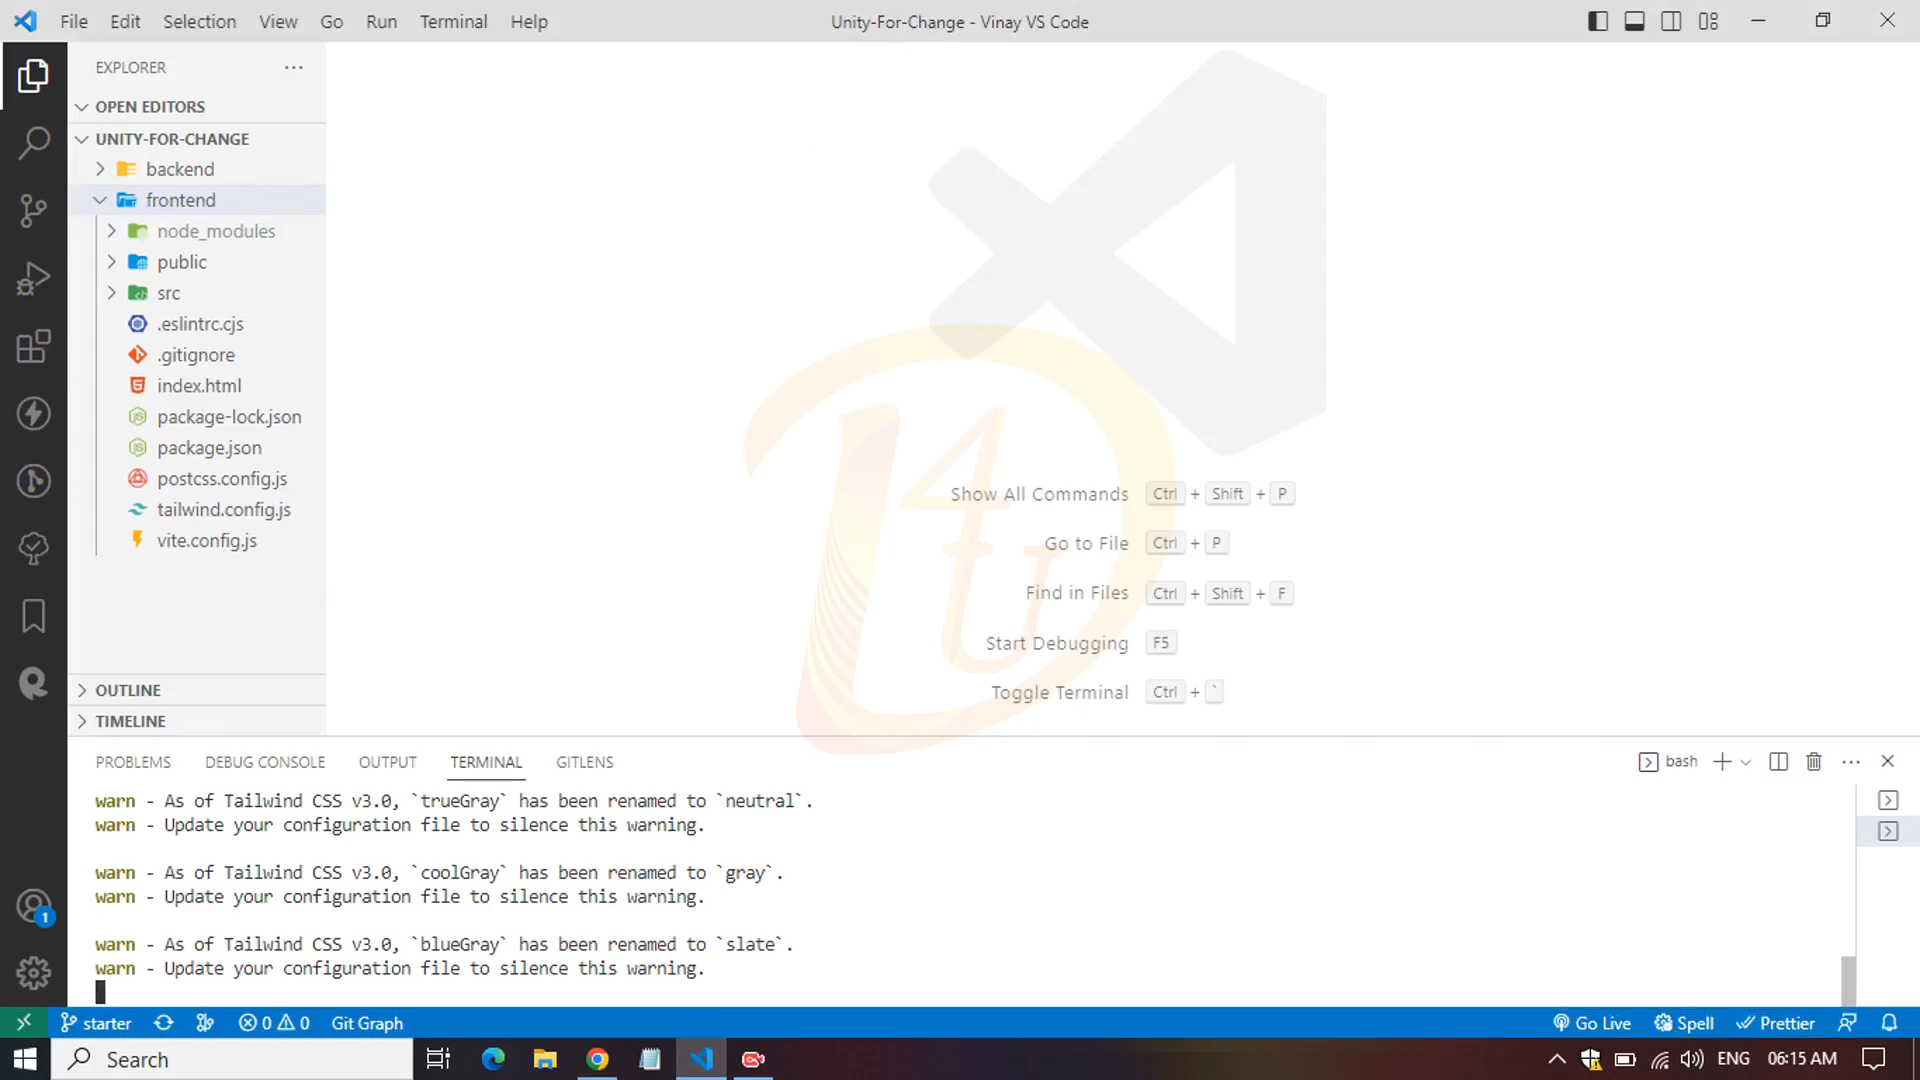 File Edit Selection View Go Run Terminal Help
Unity-For-Change - Vinay VS Code
EXPLORER
OPEN EDITORS
UNITY-FOR-CHANGE
backend
frontend
node_modules
public
src
.eslintrc.cjs
.gitignore
index.html
package-lock.json
package.json
postcss.config.js
tailwind.config.js
vite.config.js
OUTLINE
TIMELINE
D4U
Show All Commands Ctrl + Shift + P
Go to File Ctrl + P
Find in Files Ctrl + Shift + F
Start Debugging F5
Toggle Terminal Ctrl + `
PROBLEMS DEBUG CONSOLE OUTPUT TERMINAL GITLENS
bash
warn - As of Tailwind CSS v3.0, `trueGray` has been renamed to `neutral`.
warn - Update your configuration file to silence this warning.
warn - As of Tailwind CSS v3.0, `coolGray` has been renamed to `gray`.
warn - Update your configuration file to silence this warning.
warn - As of Tailwind CSS v3.0, `blueGray` has been renamed to `slate`.
warn - Update your configuration file to silence this warning.
1
starter 0 0 Git Graph Go Live Spell Prettier
Search ENG 06:15 AM